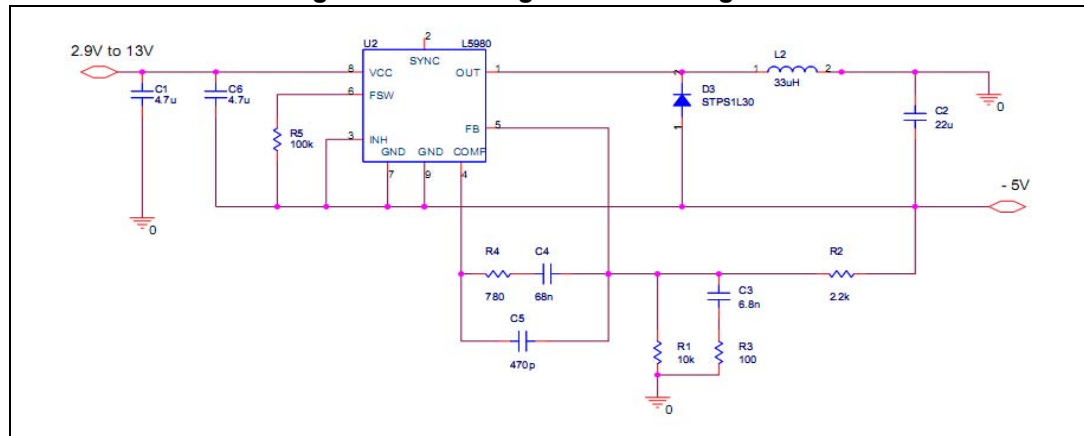 2.9V to 13V
C1
4.7u
0
C6
4.7u
R5
100k
U2
L5980
2
SYNC
8
VCC
OUT
1
6
FSW
3
INH
FB
5
GND
GND
COMP
7
9
4
2
D3
STPS1L30
1
L2
1
2
33uH
0
C2
22u
- 5V
R4
780
C4
68n
C5
470p
R2
2.2k
C3
6.8n
R1
10k
R3
100
0